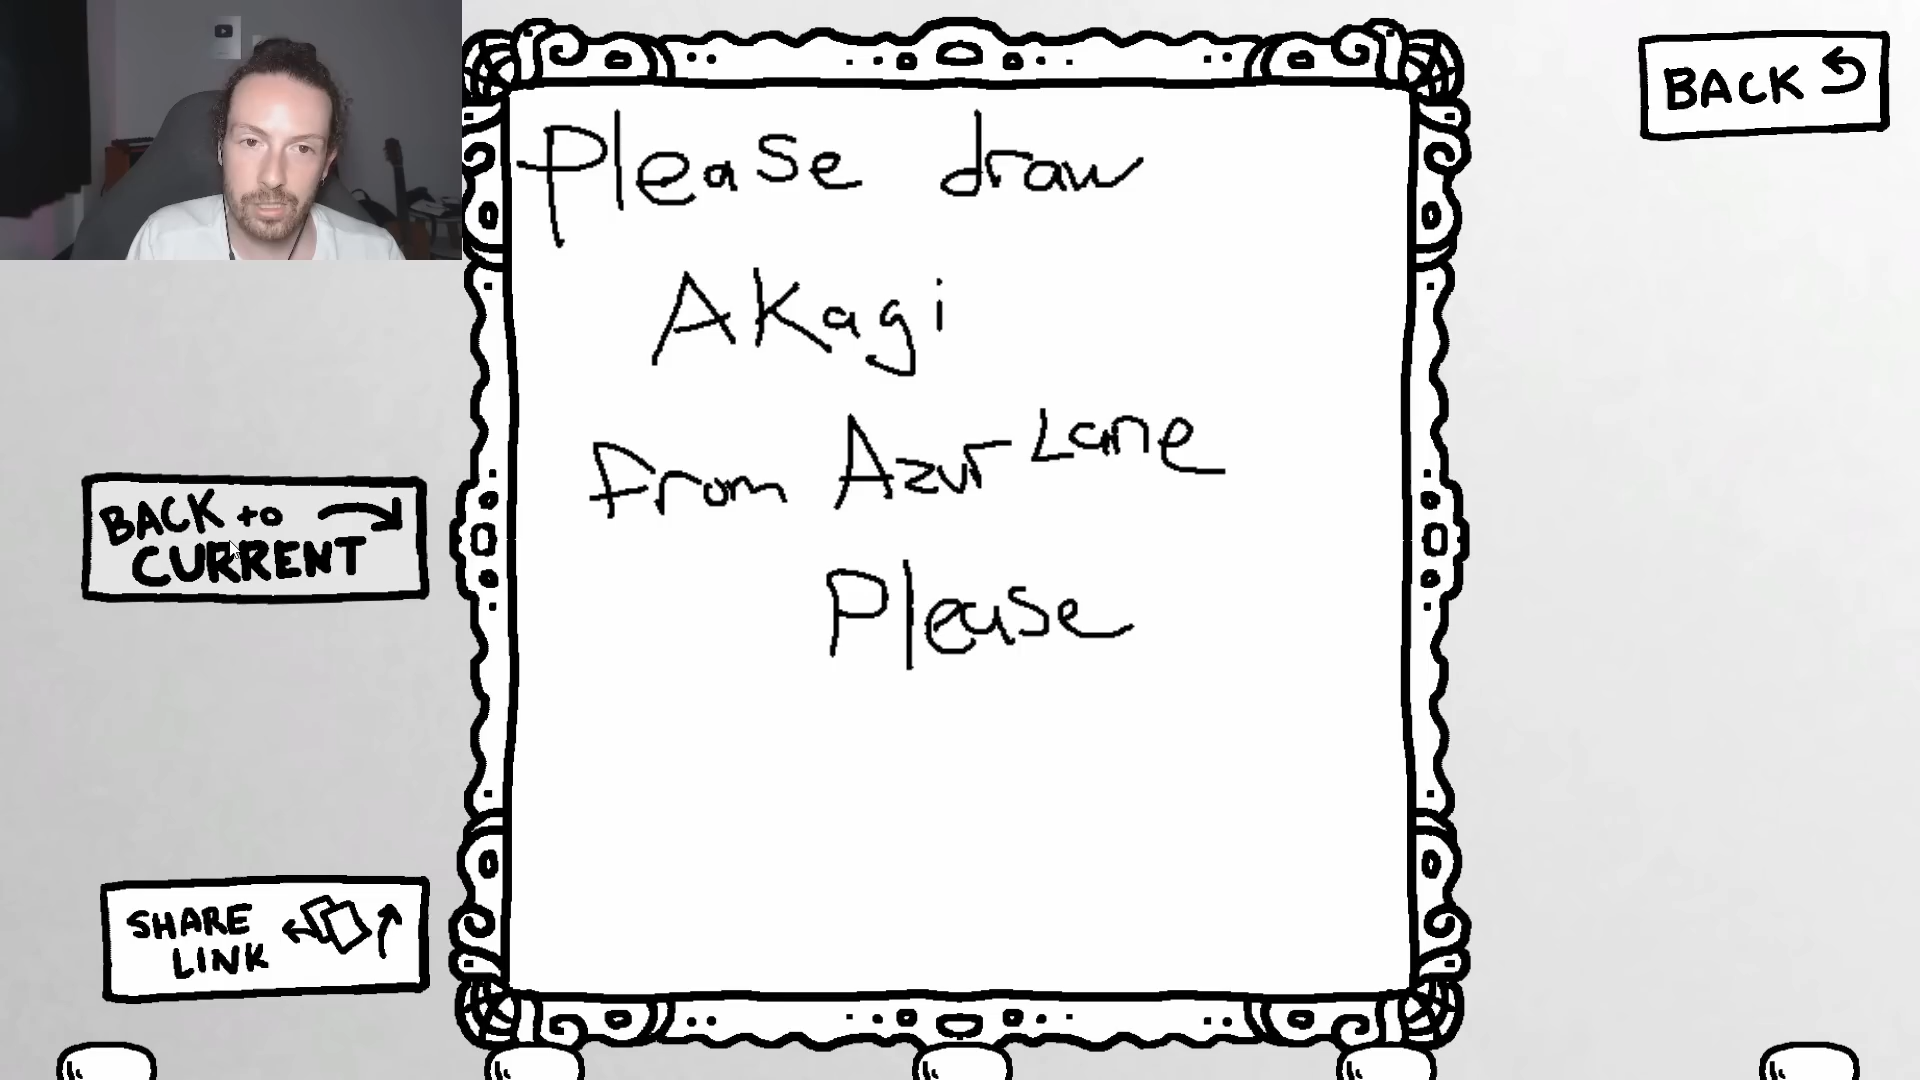 BACK
Please draw
Akagi
From Azur Lane
Please
BACK to
CURRENT
SHARE
LINK